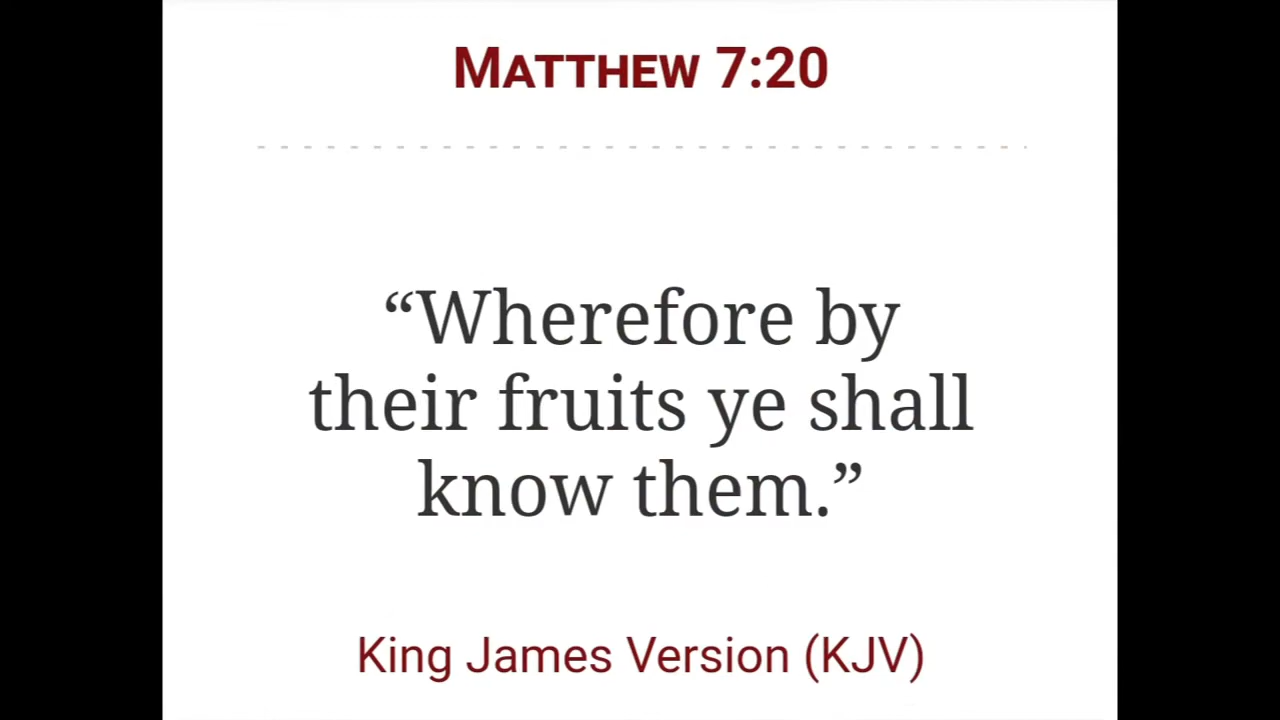 MATTHEW 7:20
“Wherefore by
their fruits ye shall
know them.”
King James Version (KJV)